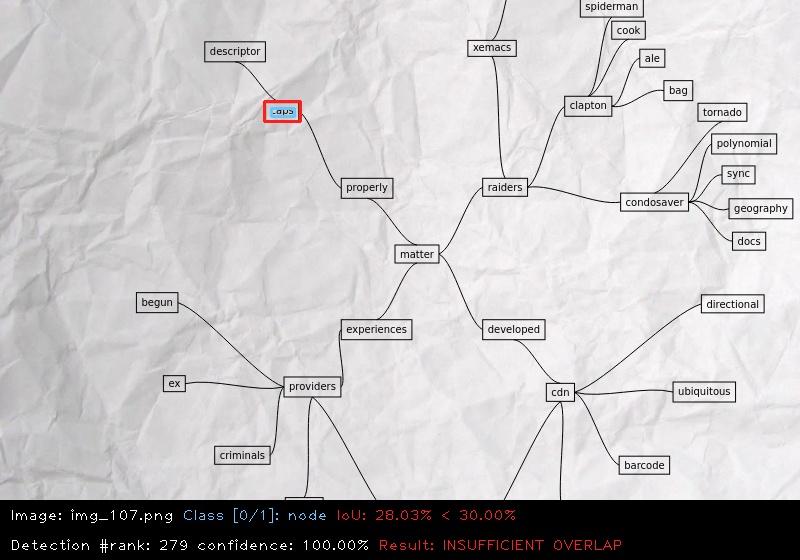 spiderman
cook
descriptor
xemacs
ale
bag
caps
clapton
tornado
polynomial
sync
properly
raiders
condosaver
geography
docs
matter
begun
directional
experiences
developed
ex
providers
cdn
ubiquitous
criminals
barcode
Image: img_107.png Class [0/1]: node IoU: 28.03% < 30.00%
Detection #rank: 279 confidence: 100.00% Result: INSUFFICIENT OVERLAP